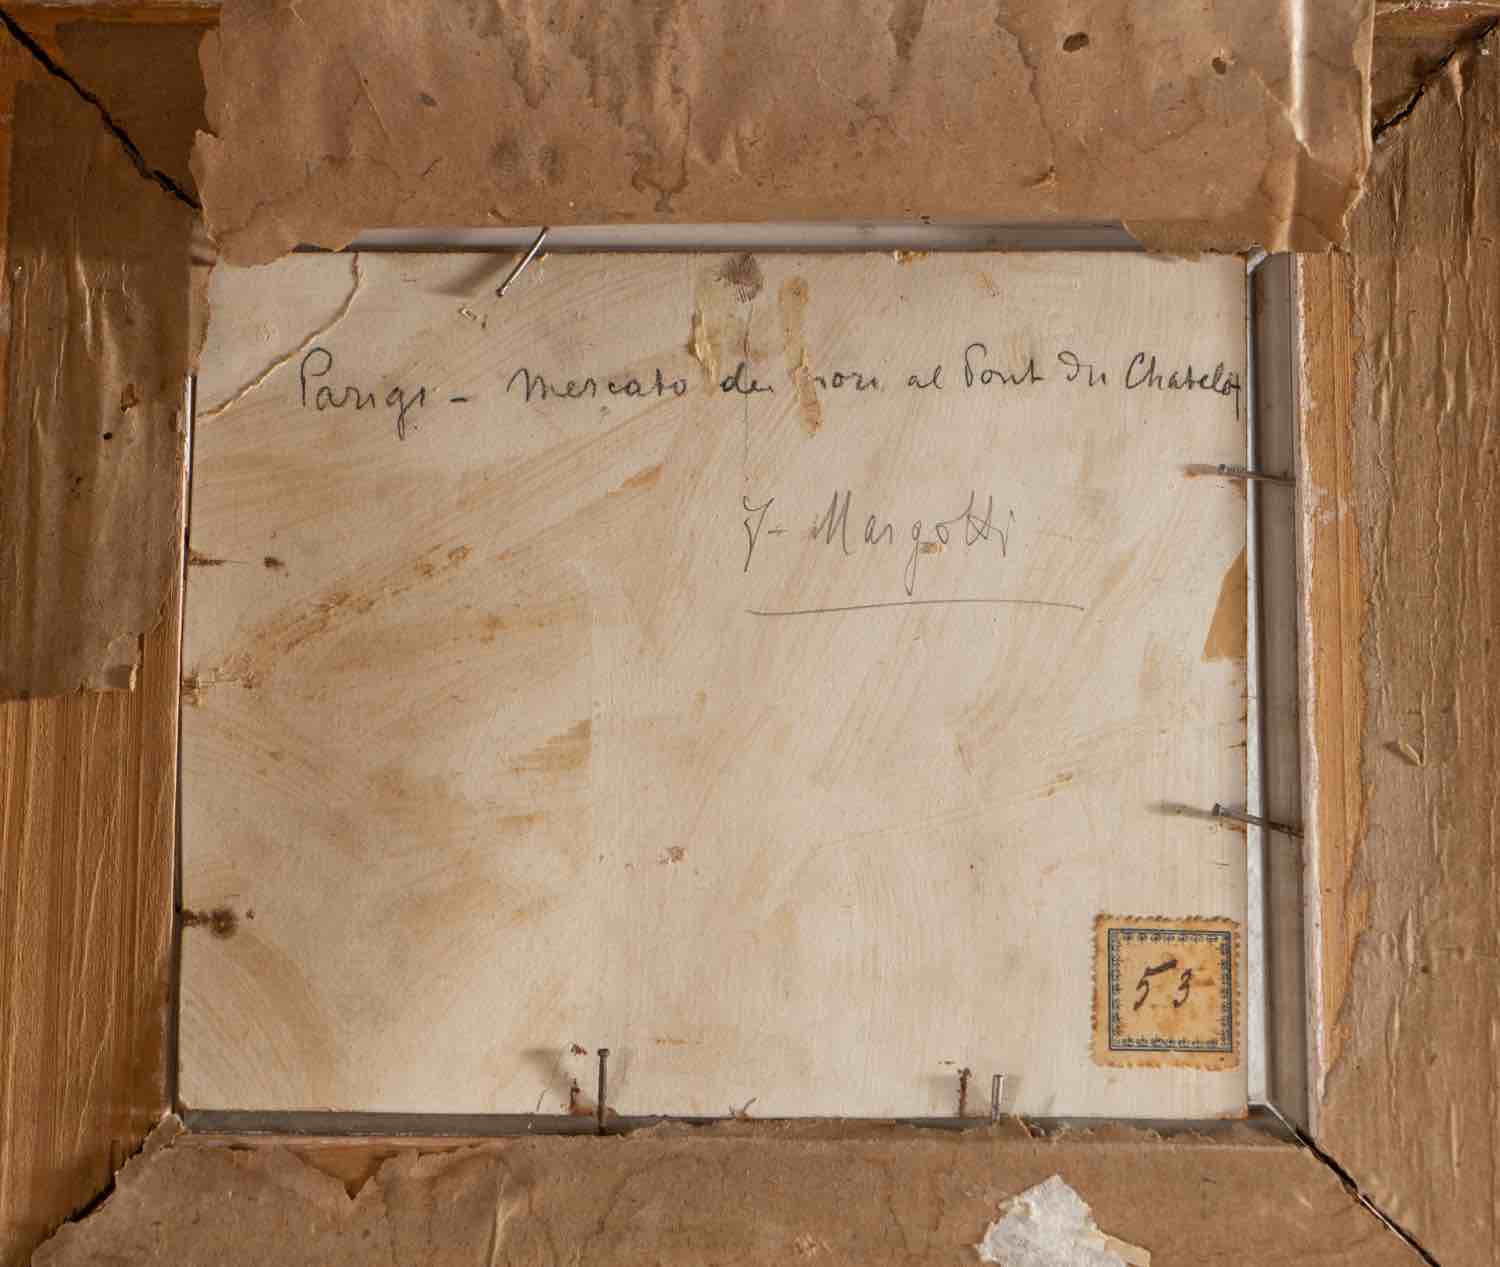 Parigi - Mercato dei fiori al Pont du Chatelet
F. Margotti
53